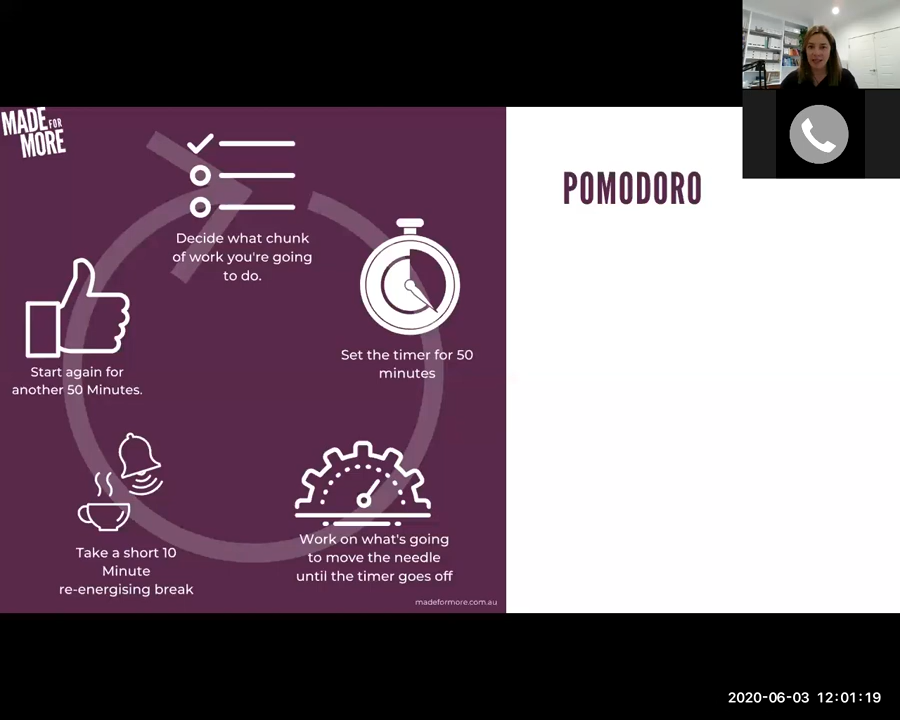 MADE FOR
MORE
POMODORO
Decide what chunk
of work you're going
to do.
Set the timer for 50
minutes
Start again for
another 50 Minutes.
Work on what's going
to move the needle
until the timer goes off
Take a short 10
Minute
re-energising break
madeformore.com.au
2020-06-03 12:01:19